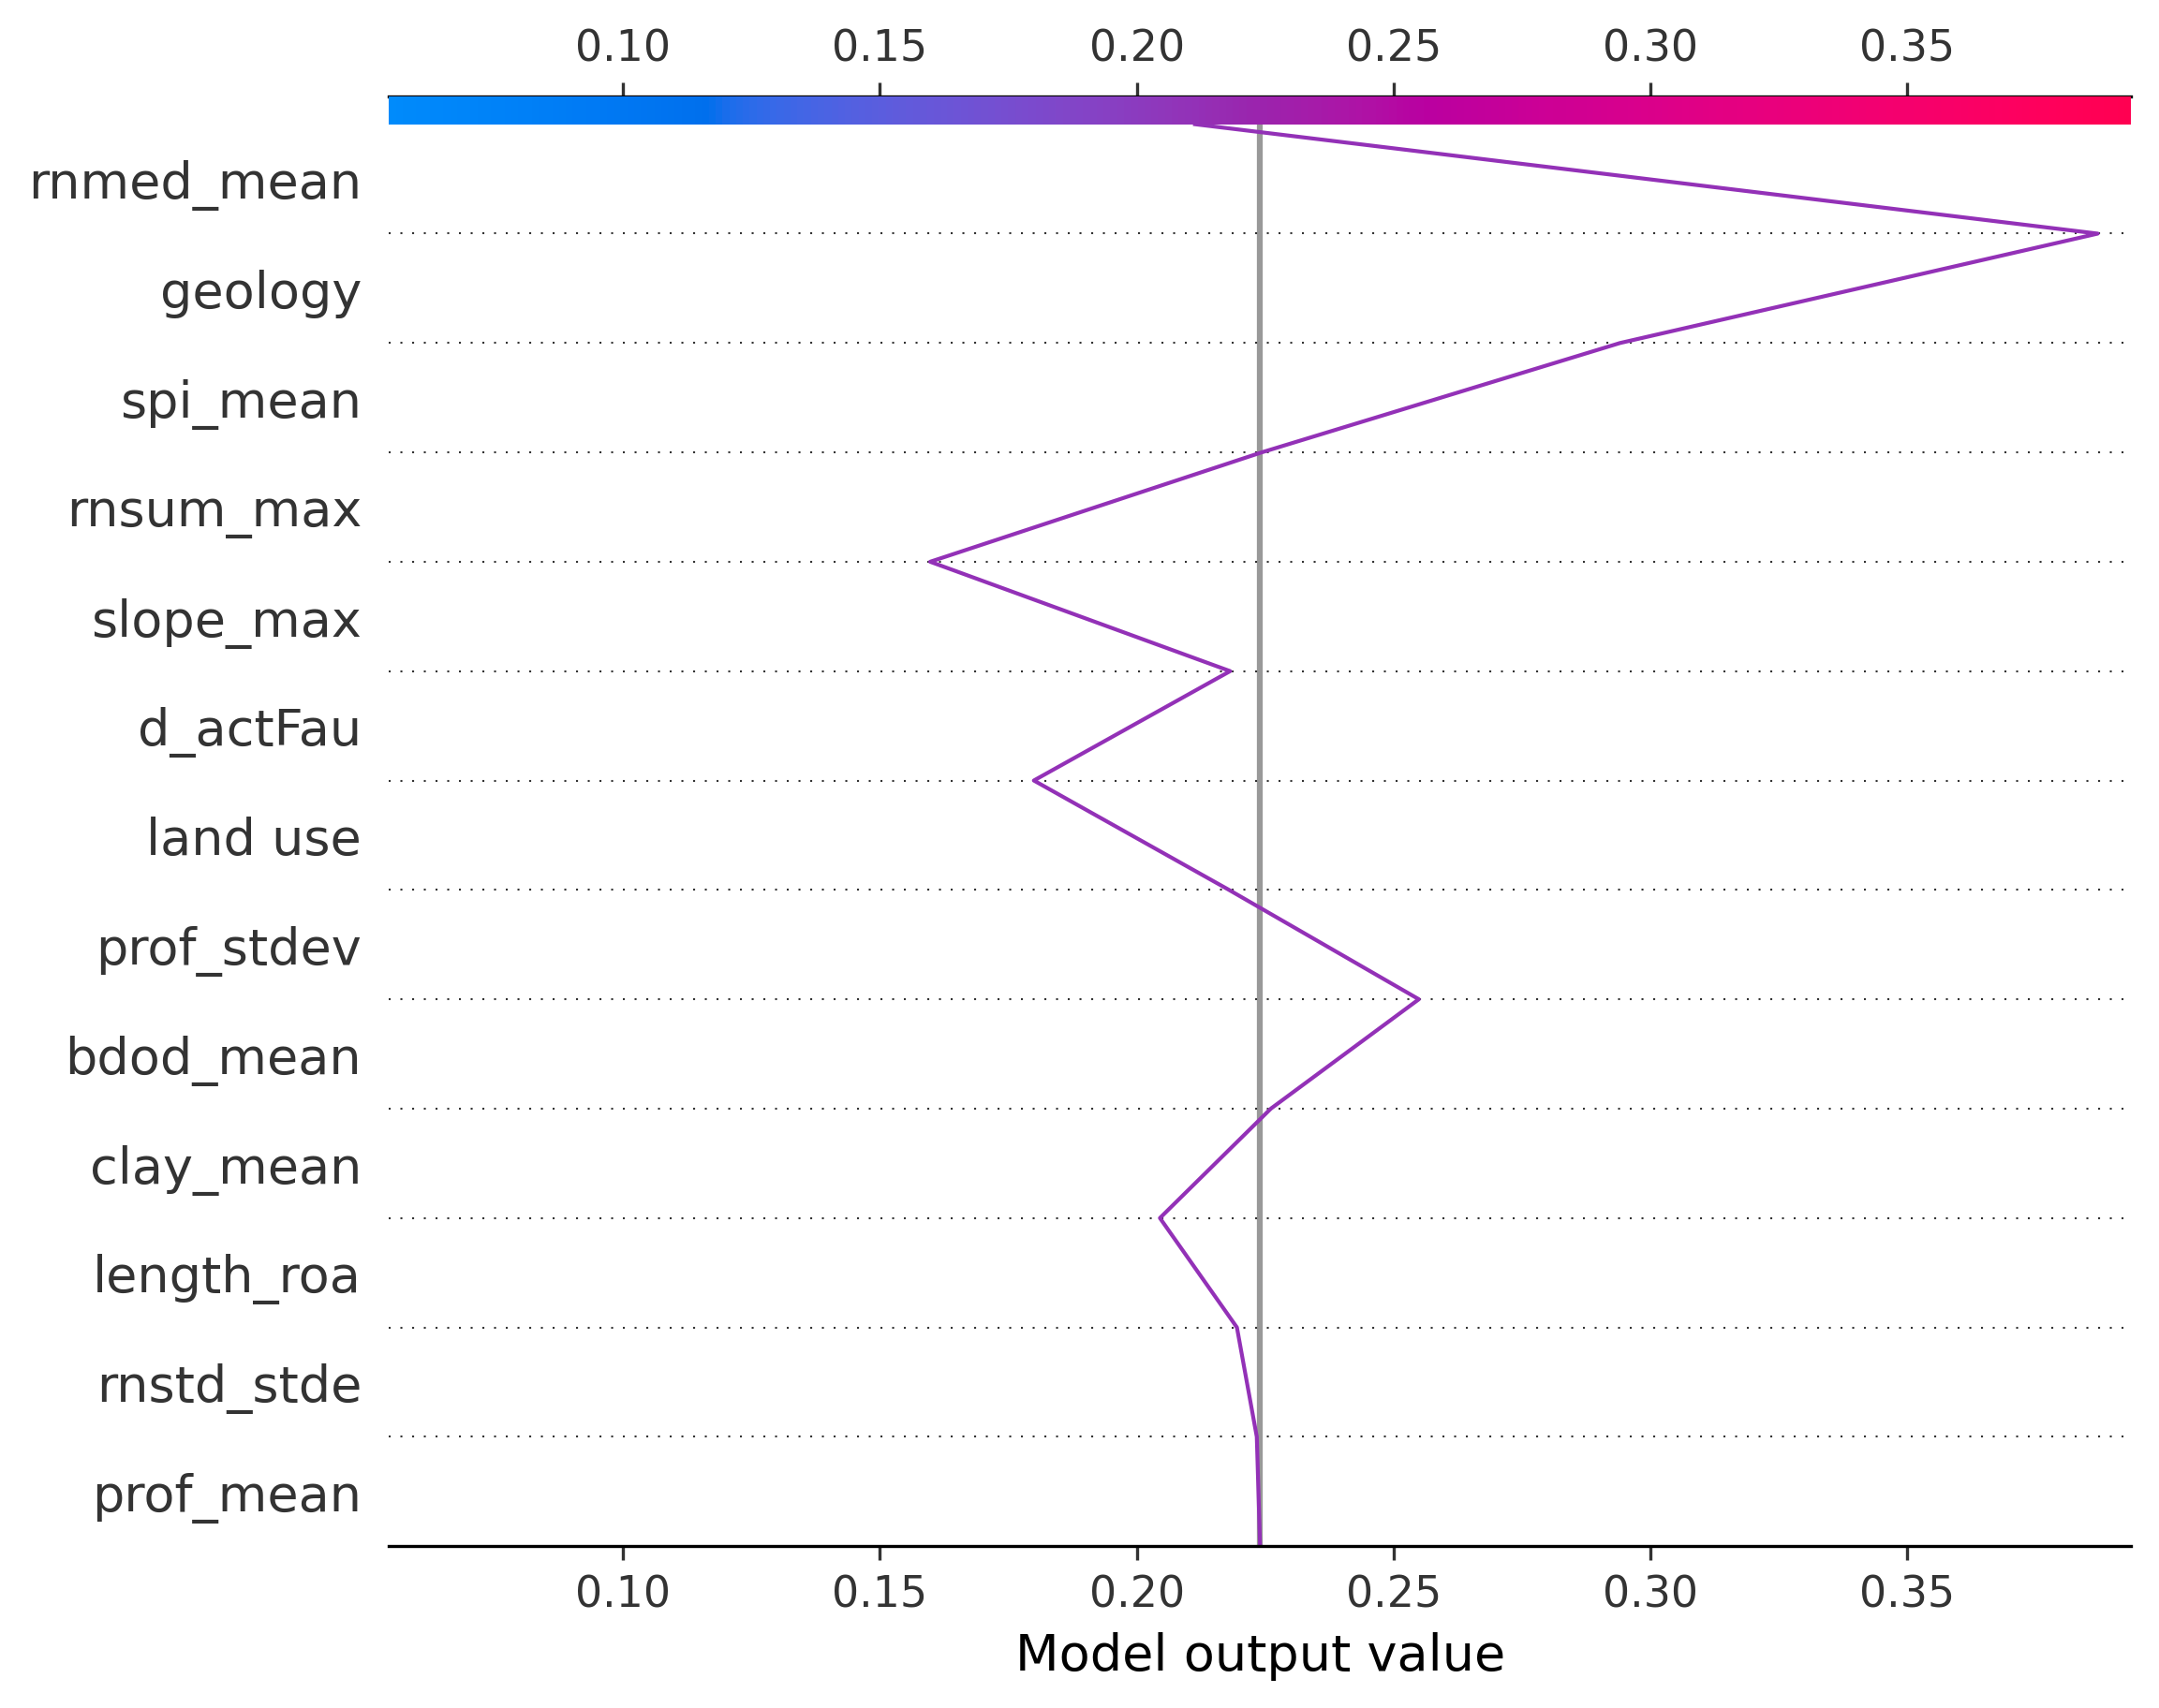 0.10 0.15 0.20 0.25 0.30 0.35
rnmed_mean
geology
spi_mean
rnsum_max
slope_max
d_actFau
land use
prof_stdev
bdod_mean
clay_mean
length_roa
rnstd_stde
prof_mean
0.10 0.15 0.20 0.25 0.30 0.35
Model output value